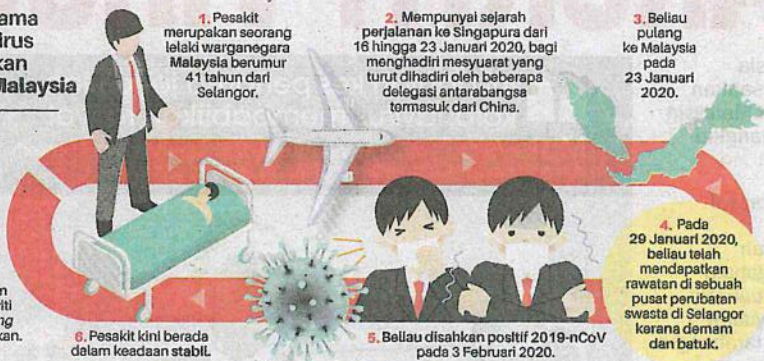 ama
irus
kan
Malaysia
1. Pesakit
merupakan seorang
lelaki warganegara
Malaysia berumur
41 tahun dari
Selangor.
2. Mempunyai sejarah
perjalanan ke Singapura dari
16 hingga 23 Januari 2020, bagi
menghadiri mesyuarat yang
turut dihadiri oleh beberapa
delegasi antarabangsa
termasuk dari China.
3. Beliau
pulang
ke Malaysia
pada
23 Januari
2020.
4. Pada
29 Januari 2020,
beliau telah
mendapatkan
rawatan di sebuah
pusat perubatan
swasta di Selangor
kerana demam
dan batuk.
5. Beliau disahkan positif 2019-nCoV
pada 3 Februari 2020.
6. Pesakit kini berada
dalam keadaan stabil.
m
iti
ng
kan.